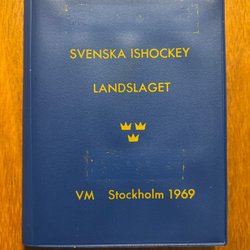 SVENSKA ISHOCKEY
LANDSLAGET
VM Stockholm 1969